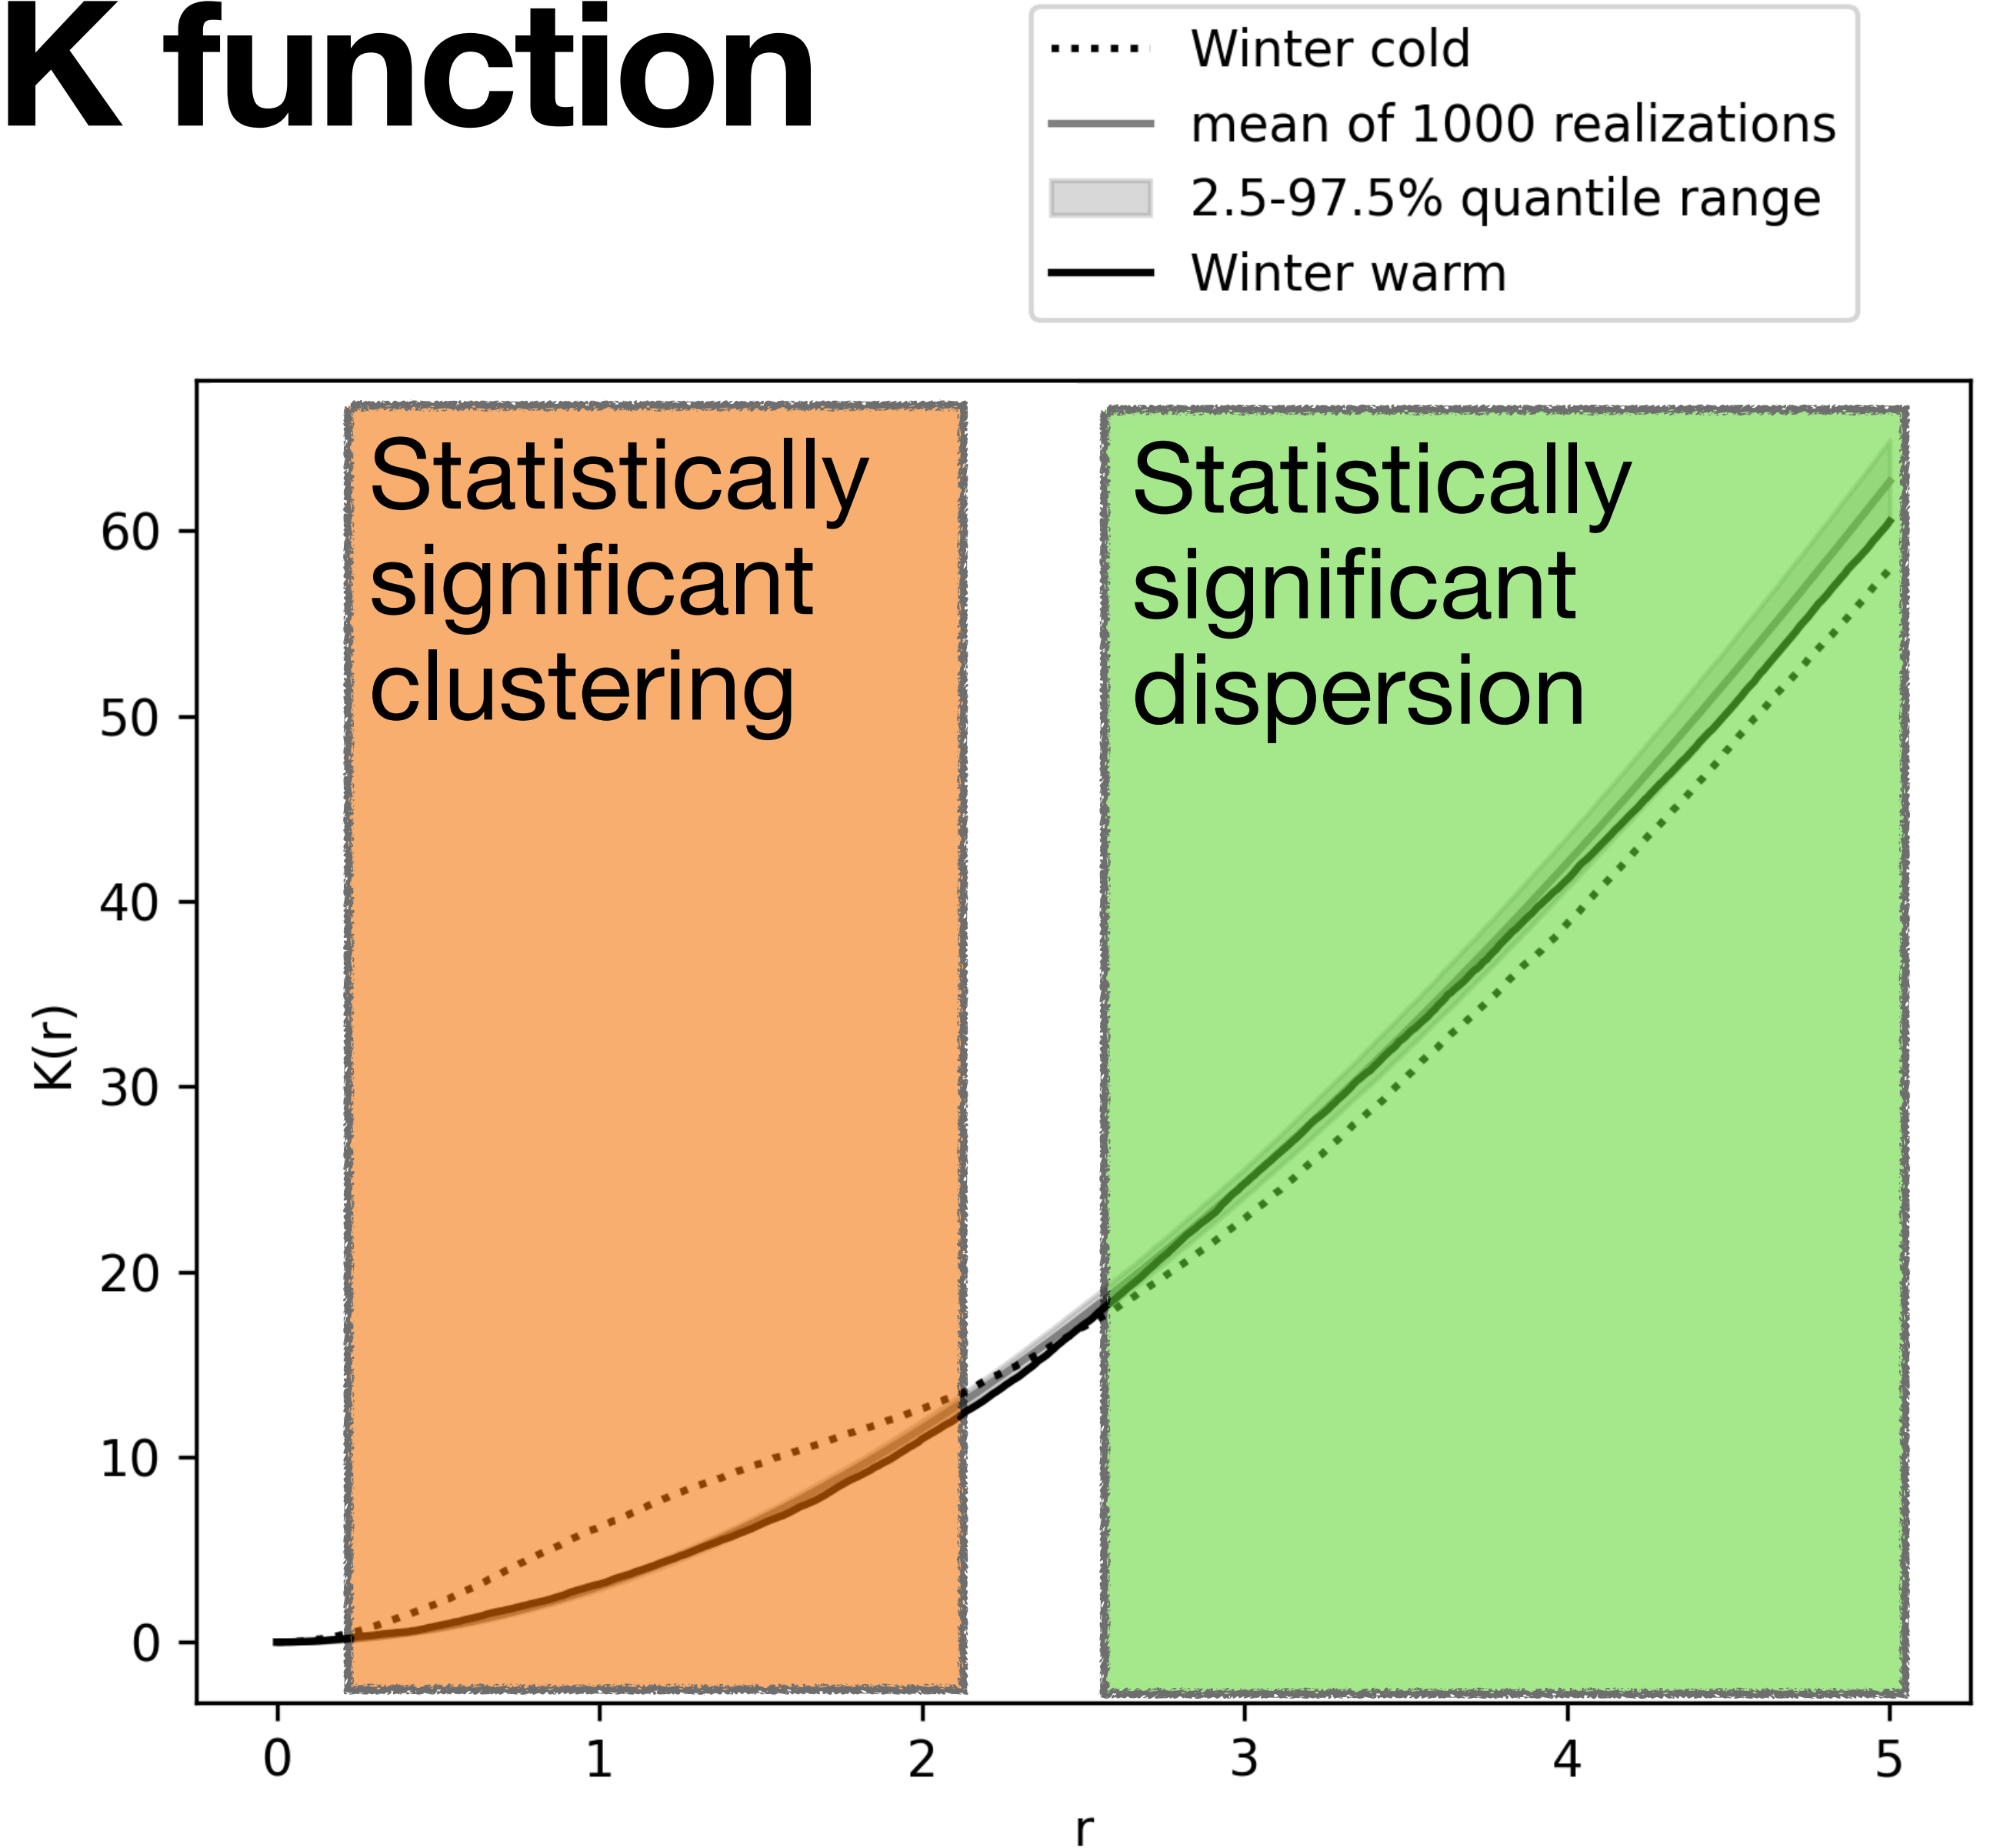 K function
Winter cold
mean of 1000 realizations
2.5-97.5% quantile range
Winter warm
Statistically
significant
clustering
Statistically
significant
dispersion
60
50
40
30
20
10
0
K(r)
0 1 2 3 4 5
r